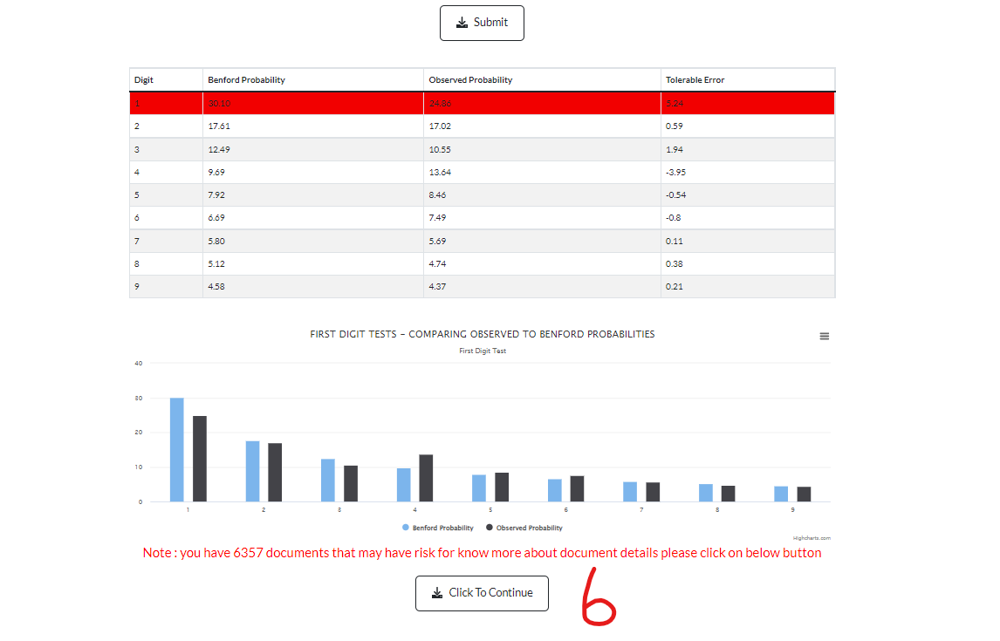 Submit
Digit Benford Probability Observed Probability Tolerable Error
1 30.10 24.86 5.24
2 17.61 17.02 0.59
3 12.49 10.55 1.94
4 9.69 13.64 -3.95
5 7.92 8.46 -0.54
6 6.69 7.49 -0.8
7 5.80 5.69 0.11
8 5.12 4.74 0.38
9 4.58 4.37 0.21
FIRST DIGIT TESTS - COMPARING OBSERVED TO BENFORD PROBABILITIES
First Digit Test
40
30
20
10
0
1 2 3 4 5 6 7 8 9
Benford Probability Observed Probability
Highcharts.com
Note : you have 6357 documents that may have risk for know more about document details please click on below button
Click To Continue
6